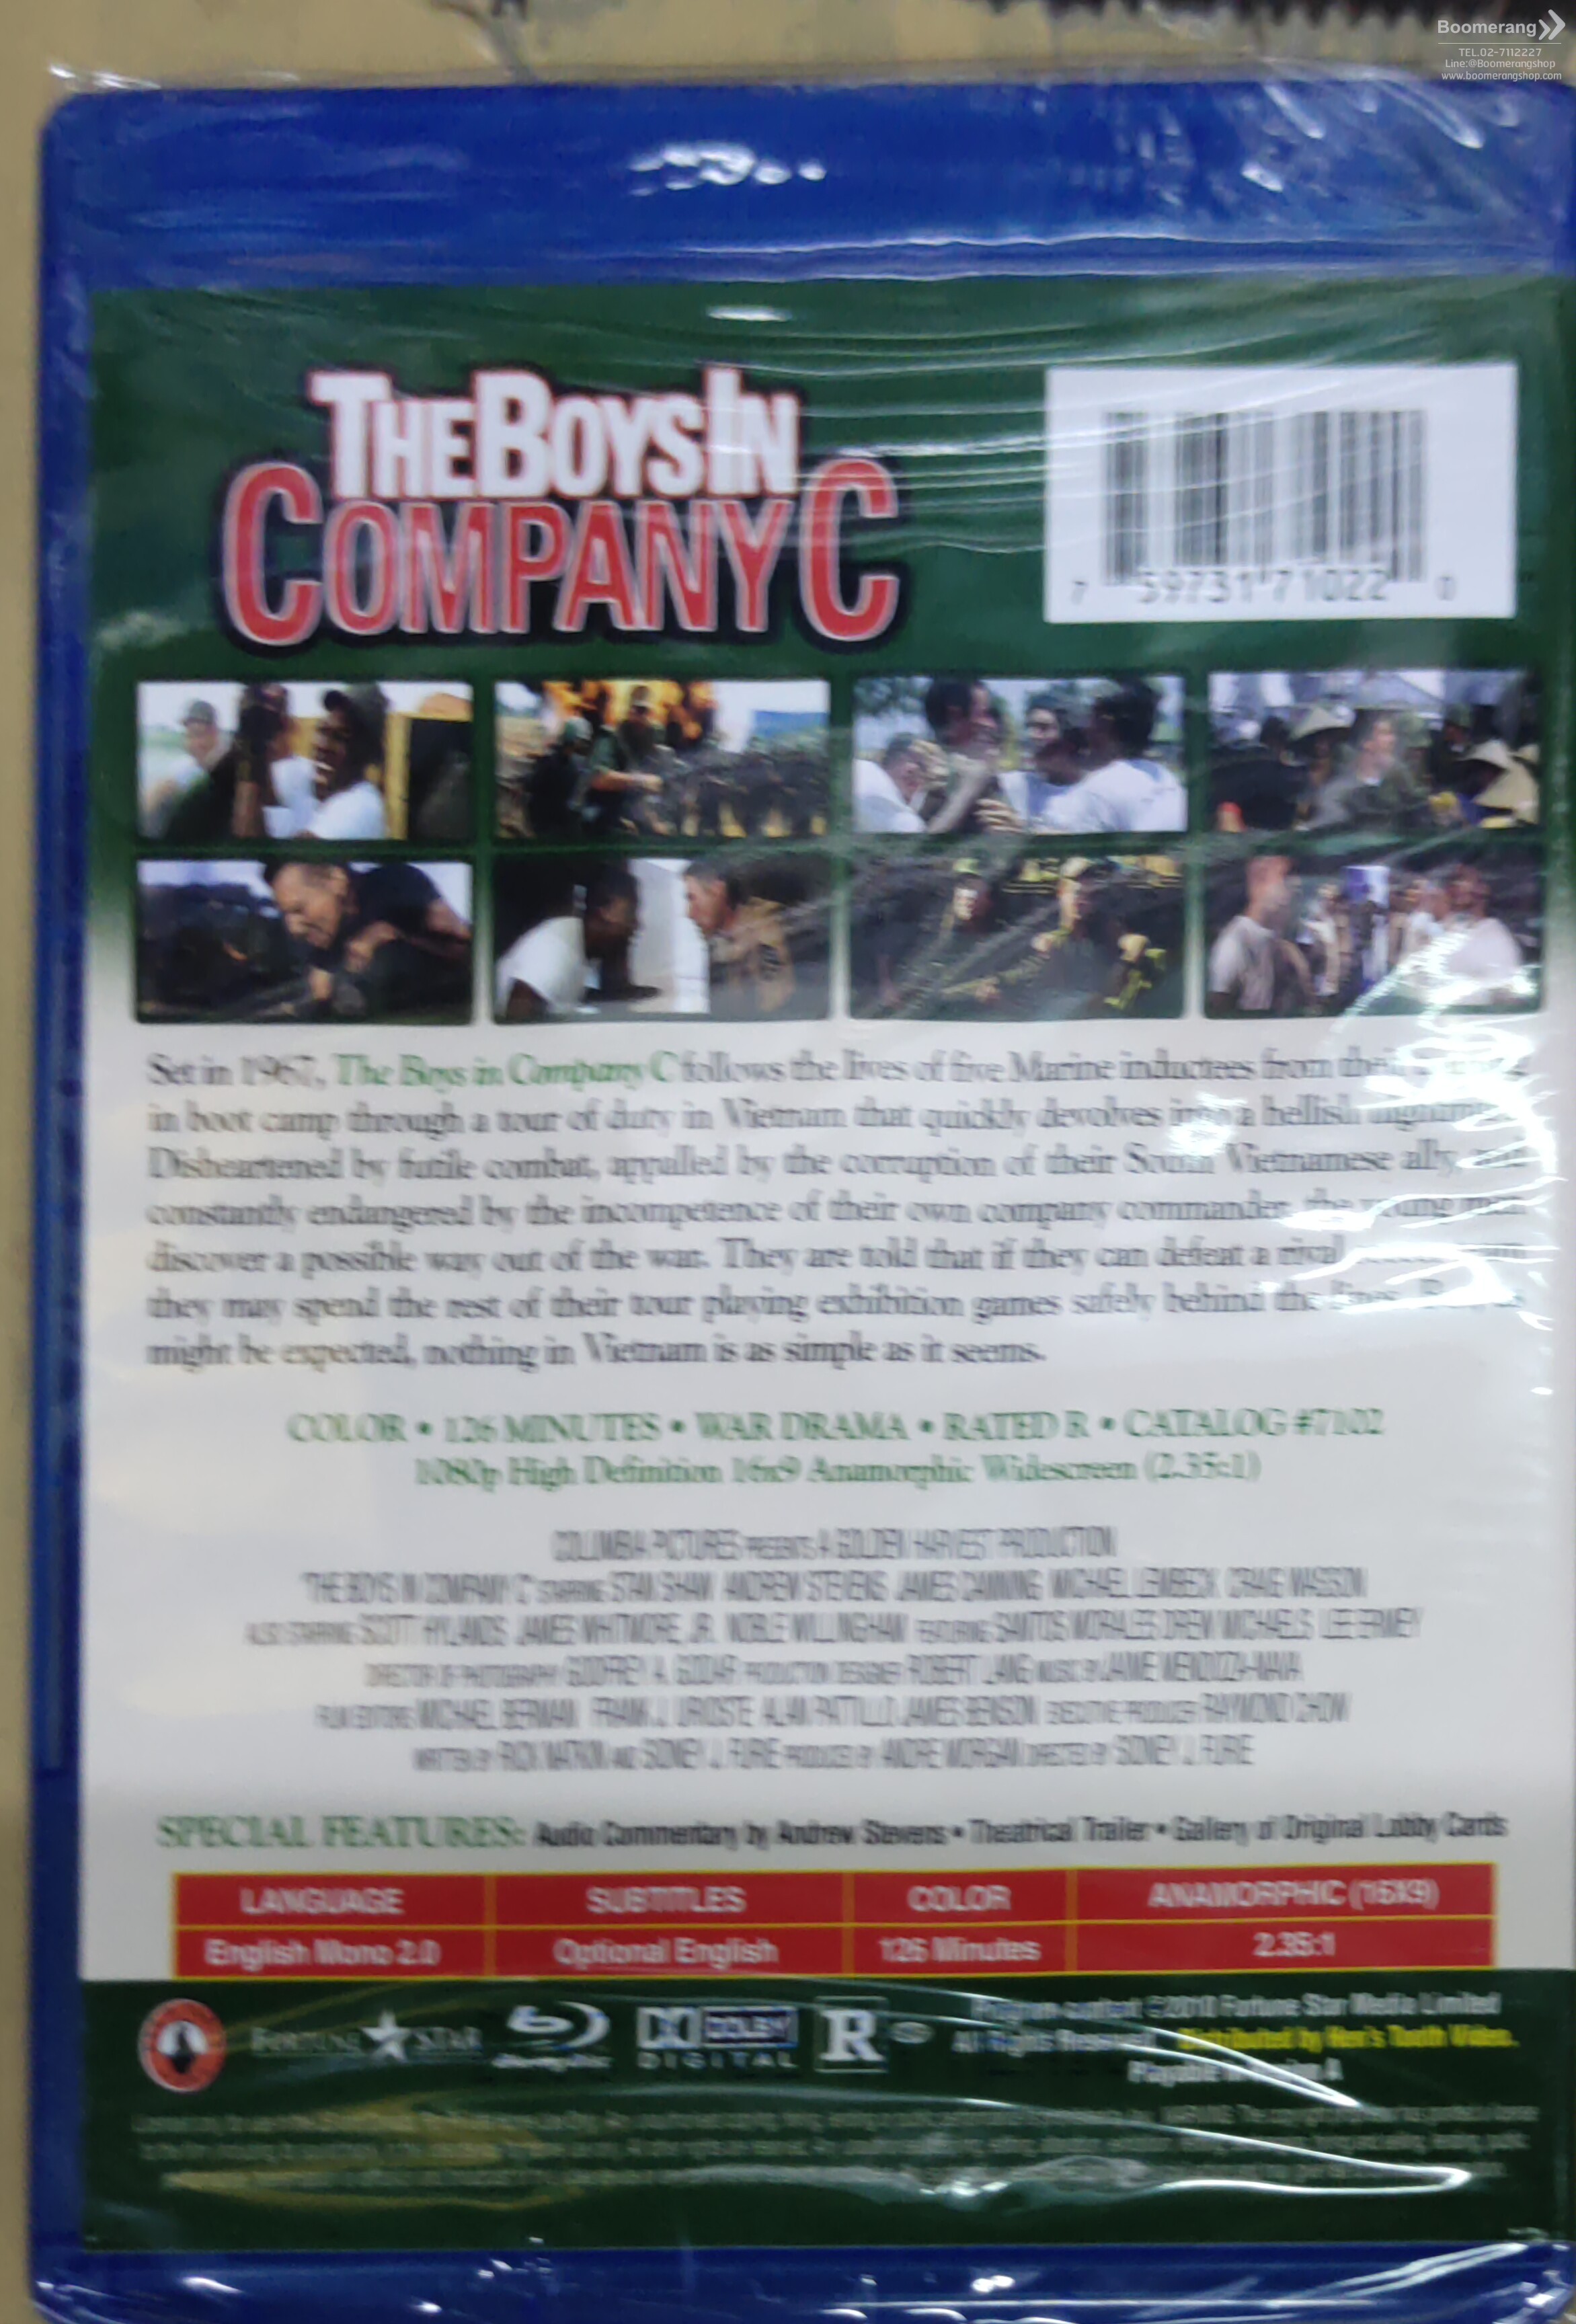 Boomerang
TEL.02-7112227
Line:@Boomerangshop
www.boomerangshop.com
THE BOYS IN
COMPANY C
7 59731 71022 0
Set in 1967, The Boys in Company C follows the lives of five Marine inductees from their
in boot camp through a tour of duty in Vietnam that quickly devolves into a hellish
Disheartened by futile combat, appalled by the corruption of their South Vietnamese ally,
constantly endangered by the incompetence of their own company commander, the young men
discover a possible way out of the war. They are told that if they can defeat a rival
they may spend the rest of their tour playing exhibition games safely behind the lines.
might be expected, nothing in Vietnam is as simple as it seems.
COLOR • 126 MINUTES • WAR DRAMA • RATED R • CATALOG #7102
1080p High Definition 16x9 Anamorphic Widescreen (2.35:1)
COLUMBIA PICTURES PRESENTS A GOLDEN HARVEST PRODUCTION
"THE BOYS IN COMPANY C" STARRING STAN SHAW ANDREW STEVENS JAMES CANNING MICHAEL LEMBECK CRAIG WASSON
ALSO STARRING SCOTT HYLANDS JAMES WHITMORE, JR. NOBLE WILLINGHAM FEATURING SANTOS MORALES DREW MICHAELS LEE ERMEY
DIRECTOR OF PHOTOGRAPHY GODFREY A. GODAR PRODUCTION DESIGNER ROBERT LANG MUSIC BY JAIME MENDOZA-NAVA
FILM EDITORS MICHAEL BERMAN FRANK J. URIOSTE ALAN PATTILLO JAMES BENSON EXECUTIVE PRODUCER RAYMOND CHOW
WRITTEN BY RICK NATKIN AND SIDNEY J. FURIE PRODUCED BY ANDRE MORGAN DIRECTED BY SIDNEY J. FURIE
SPECIAL FEATURES: Audio Commentary by Andrew Stevens • Theatrical Trailer • Gallery of Original Lobby Cards
LANGUAGE SUBTITLES COLOR ANAMORPHIC (16X9)
English Mono 2.0 Optional English 126 Minutes 2.35:1
FORTUNE STAR Blu-ray Disc DOLBY DIGITAL R
Program content ©2010 Fortune Star Media Limited
All Rights Reserved. Distributed by Hen's Tooth Video.
Playable in Region A